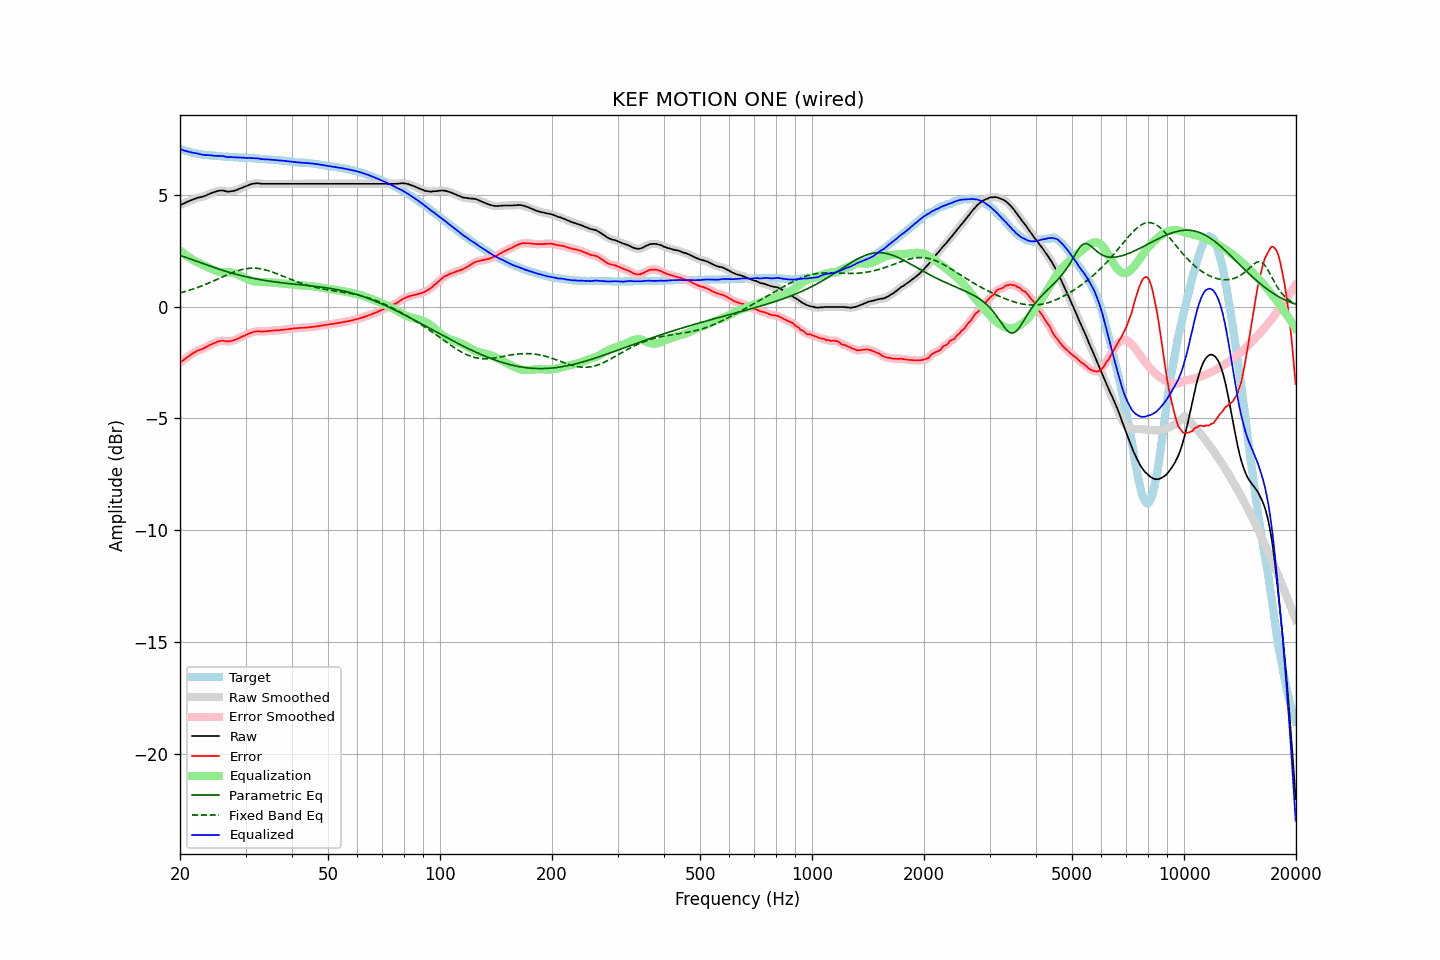 KEF MOTION ONE (wired)
Amplitude (dBr)
5
0
−5
−10
−15
−20
Target
Raw Smoothed
Error Smoothed
Raw
Error
Equalization
Parametric Eq
Fixed Band Eq
Equalized
20 50 100 200 500 1000 2000 5000 10000 20000
Frequency (Hz)